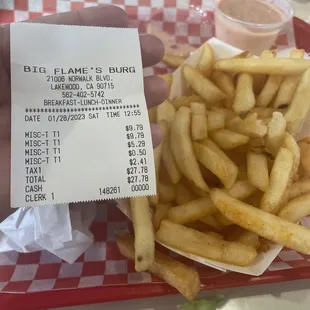 BIG FLAME'S BURG
21005 NORWALK BLVD.
LAKEWOOD, CA 90715
562-402-5742
BREAKFAST-LUNCH-DINNER
DATE 01/28/2023 SAT TIME 12:55
MISC-T T1 $9.79
MISC-T T1 $9.79
MISC-T T1 $5.29
MISC-T T1 $0.50
TAX1 $2.41
TOTAL $27.78
CASH $27.78
CLERK 1 148261 00000